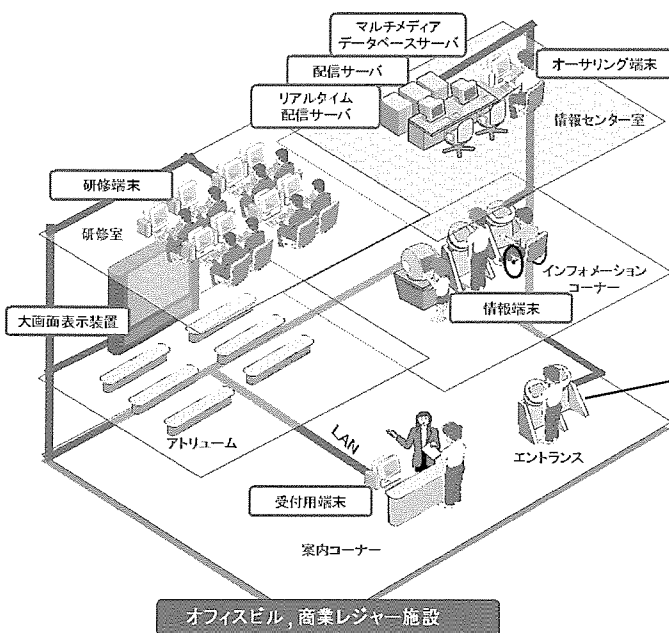 マルチメディア
データベースサーバ
配信サーバ
オーサリング端末
リアルタイム
配信サーバ
情報センター室
研修端末
研修室
インフォメーション
コーナー
大画面表示装置
情報端末
アトリューム
LAN
エントランス
受付用端末
案内コーナー
オフィスビル,商業レジャー施設